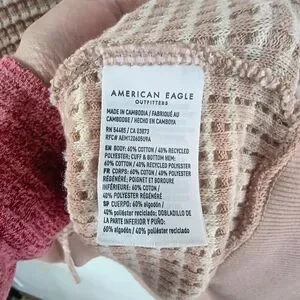 AMERICAN EAGLE
OUTFITTERS
MADE IN CAMBODIA / FABRIQUÉ AU
CAMBODGE / HECHO EN CAMBOYA
RN 54485 / CA 03873
RFC# AEM120605U9A
EN BODY: 60% COTTON / 40% RECYCLED
POLYESTER; CUFF & BOTTOM HEM:
60% COTTON / 40% RECYCLED POLYESTER
FR CORPS: 60% COTON / 40% POLYESTER
RÉGÉNÉRÉ; POIGNET ET BORDURE
INFÉRIEURE: 60% COTON /
40% POLYESTER RÉGÉNÉRÉ
SP CUERPO: 60% algodón /
40% poliéster reciclado; DOBLADILLO DE
LA PARTE INFERIOR Y PUÑO:
60% algodón / 40% poliéster reciclado